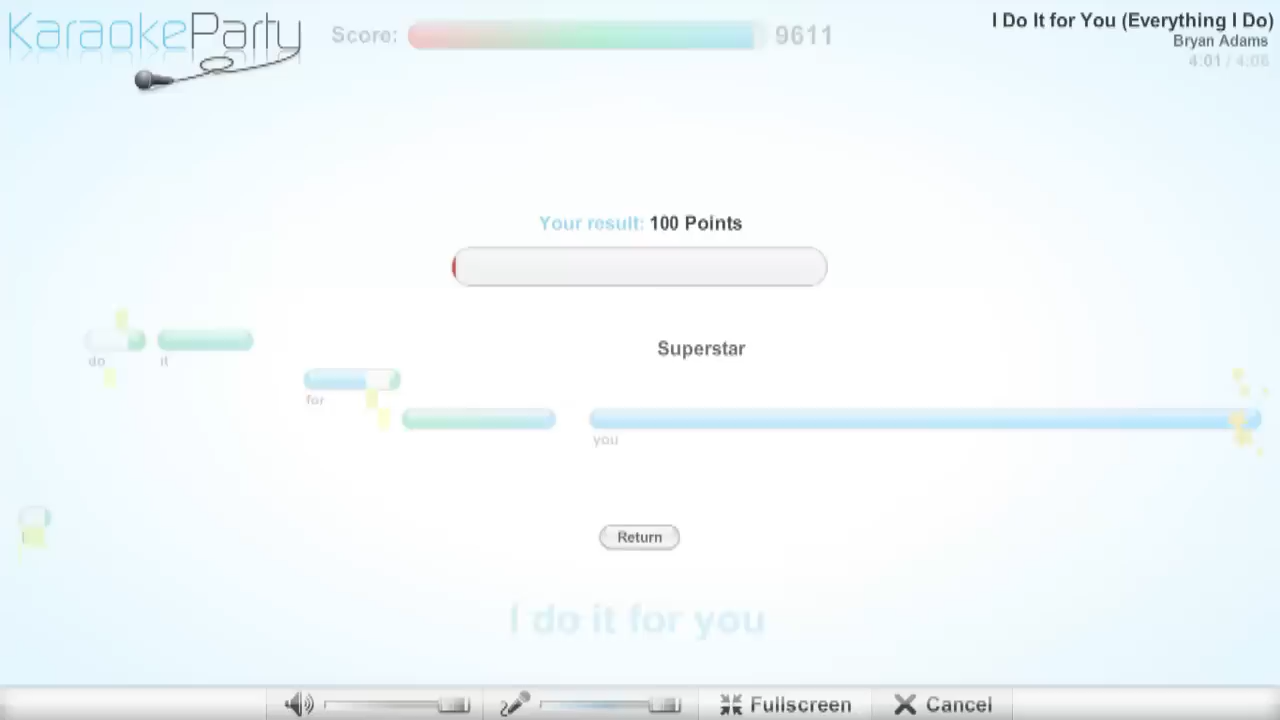 KaraokeParty
Score: 9611
I Do It for You (Everything I Do)
Bryan Adams
4:01 / 4:06
Your result: 100 Points
Superstar
do it
for
you
I
Return
I do it for you
Fullscreen
Cancel